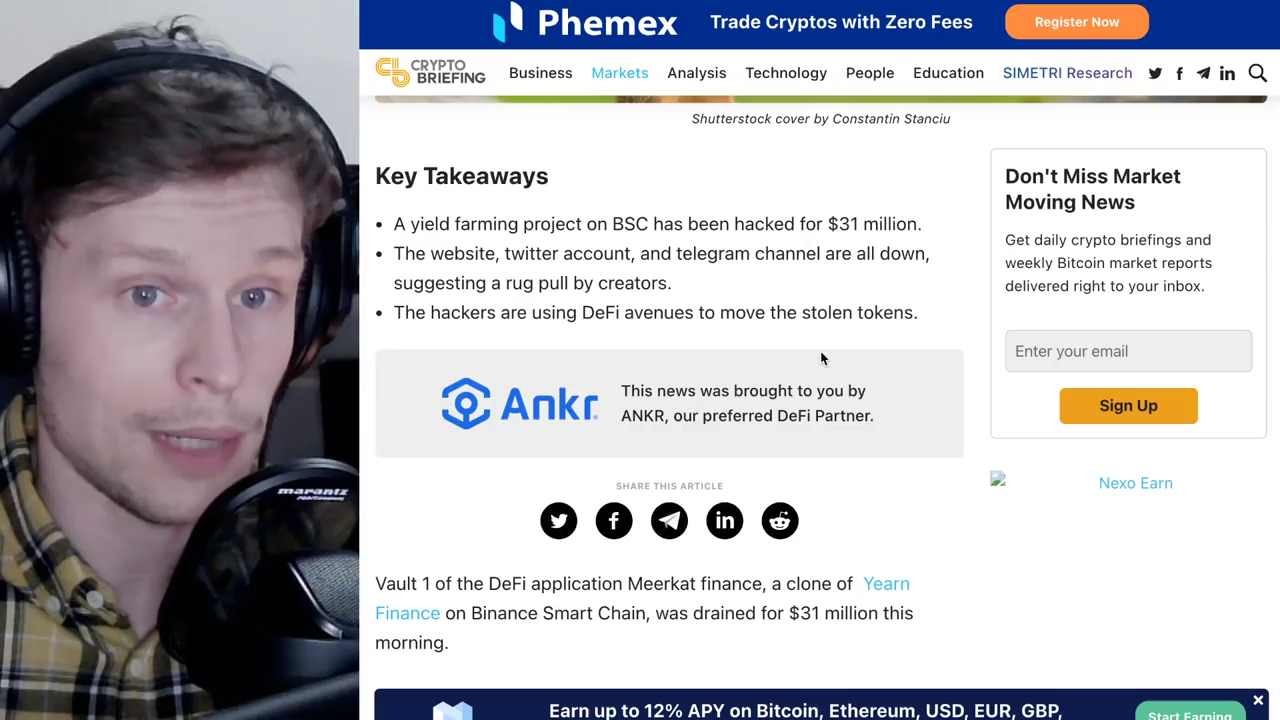 Phemex
Trade Cryptos with Zero Fees
Register Now
CRYPTO
BRIEFING
Business
Markets
Analysis
Technology
People
Education
SIMETRI Research
Shutterstock cover by Constantin Stanciu
Key Takeaways
• A yield farming project on BSC has been hacked for $31 million.
• The website, twitter account, and telegram channel are all down,
suggesting a rug pull by creators.
• The hackers are using DeFi avenues to move the stolen tokens.
Ankr
This news was brought to you by
ANKR, our preferred DeFi Partner.
SHARE THIS ARTICLE
Vault 1 of the DeFi application Meerkat finance, a clone of Yearn
Finance on Binance Smart Chain, was drained for $31 million this
morning.
Earn up to 12% APY on Bitcoin, Ethereum, USD, EUR, GBP,
Start Earning
Don't Miss Market
Moving News
Get daily crypto briefings and
weekly Bitcoin market reports
delivered right to your inbox.
Enter your email
Sign Up
Nexo Earn
marantz